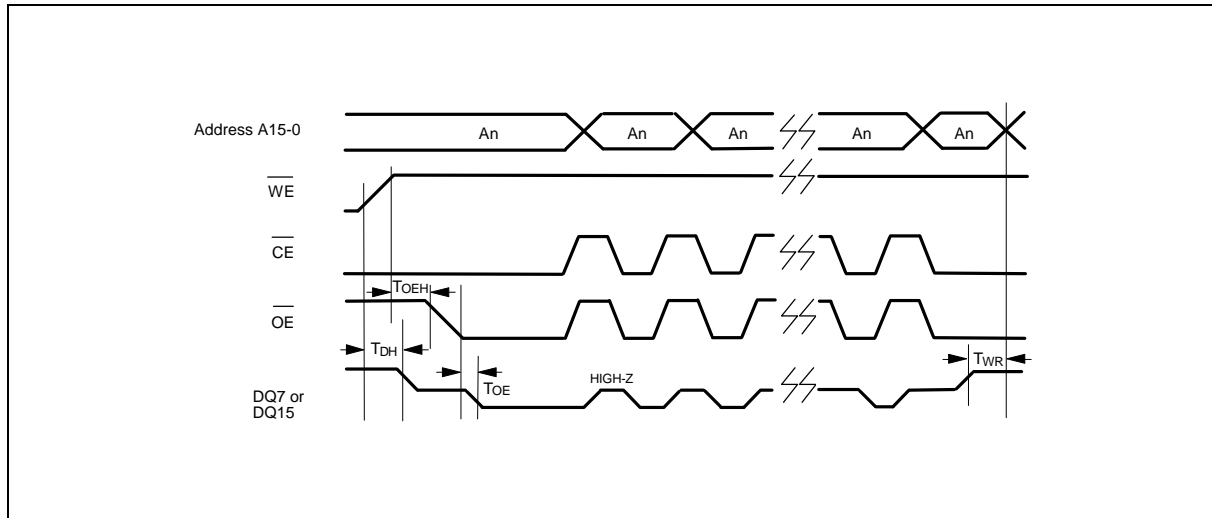 Address A15-0
An An An An An
WE
CE
TOEH
OE
TDH
TWR
TOE
HIGH-Z
DQ7 or
DQ15